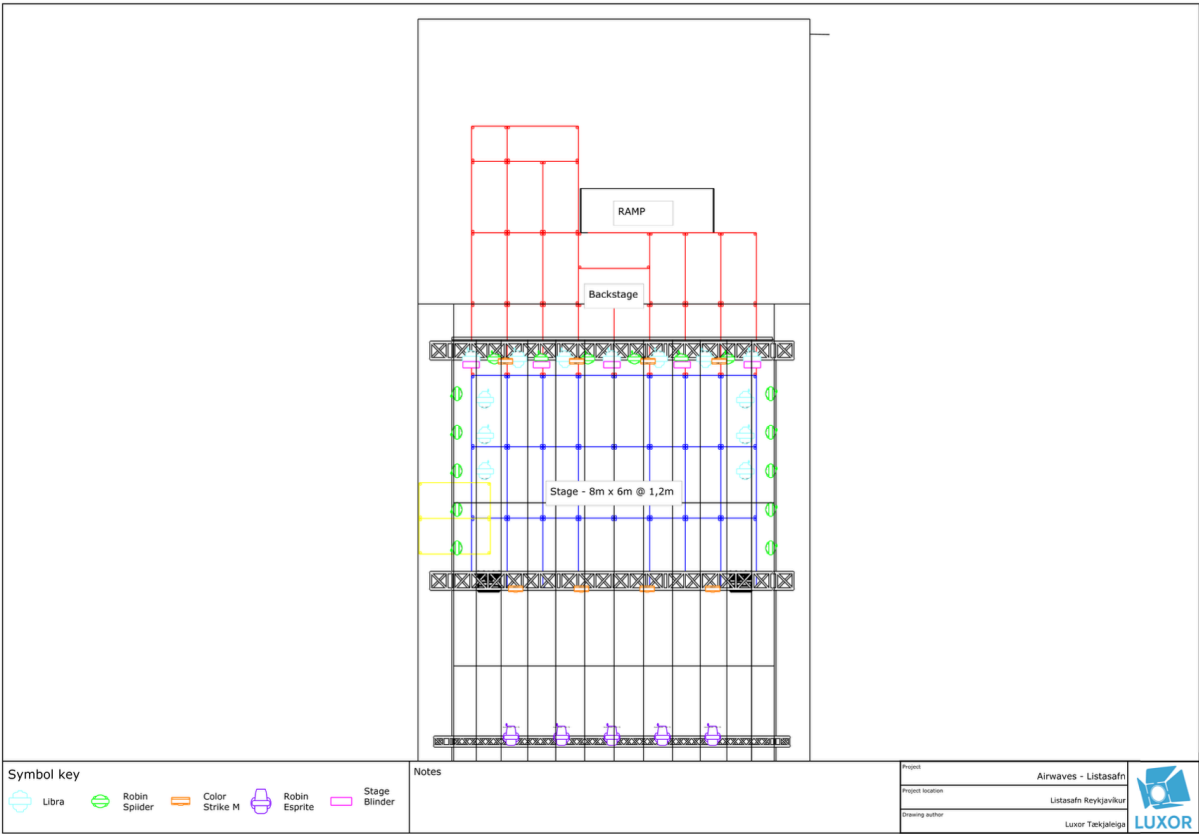 RAMP
Backstage
Stage - 8m x 6m @ 1,2m
Symbol key
Libra
Robin
Spiider
Color
Strike M
Robin
Esprite
Stage
Blinder
Notes
Project
Airwaves - Listasafn
Project location
Listasafn Reykjavíkur
Drawing author
Luxor Tækjaleiga
LUXOR